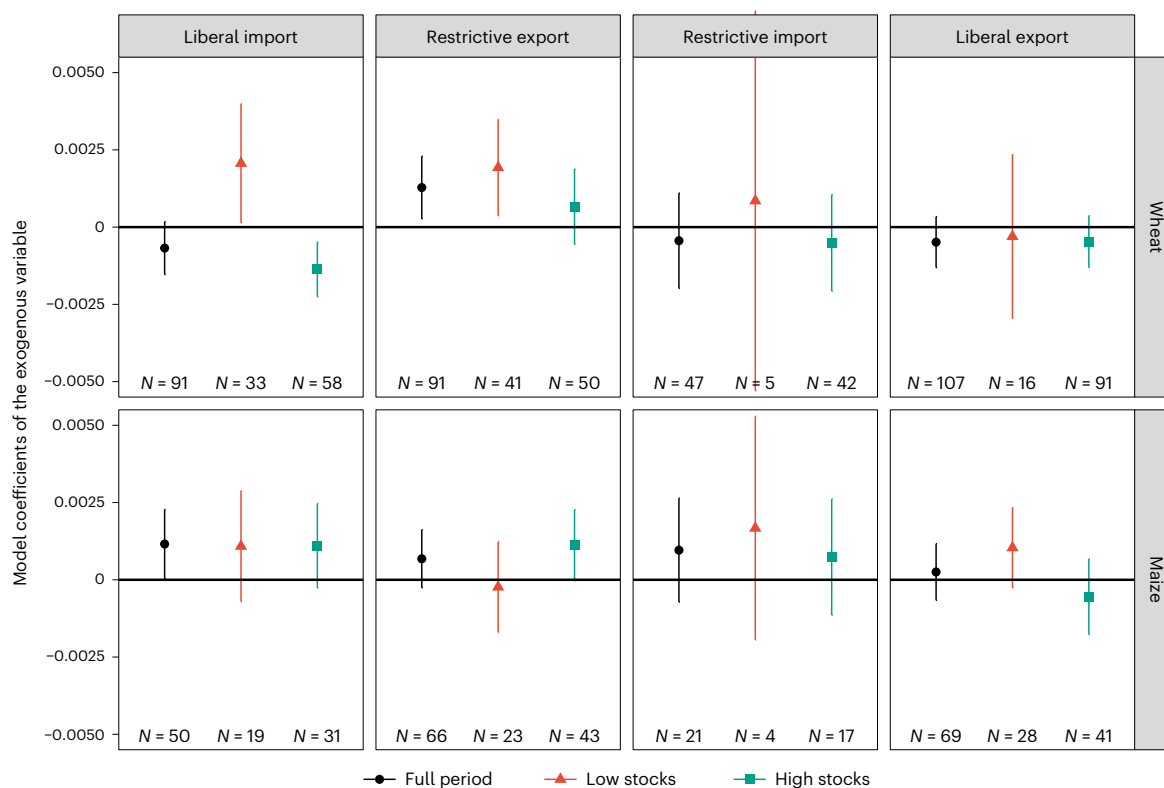 Liberal import Restrictive export Restrictive import Liberal export
Model coefficients of the exogenous variable
0.0050
0.0025
0
−0.0025
−0.0050
N = 91 N = 33 N = 58 N = 91 N = 41 N = 50 N = 47 N = 5 N = 42 N = 107 N = 16 N = 91
Wheat
0.0050
0.0025
0
−0.0025
−0.0050
N = 50 N = 19 N = 31 N = 66 N = 23 N = 43 N = 21 N = 4 N = 17 N = 69 N = 28 N = 41
Maize
Full period Low stocks High stocks